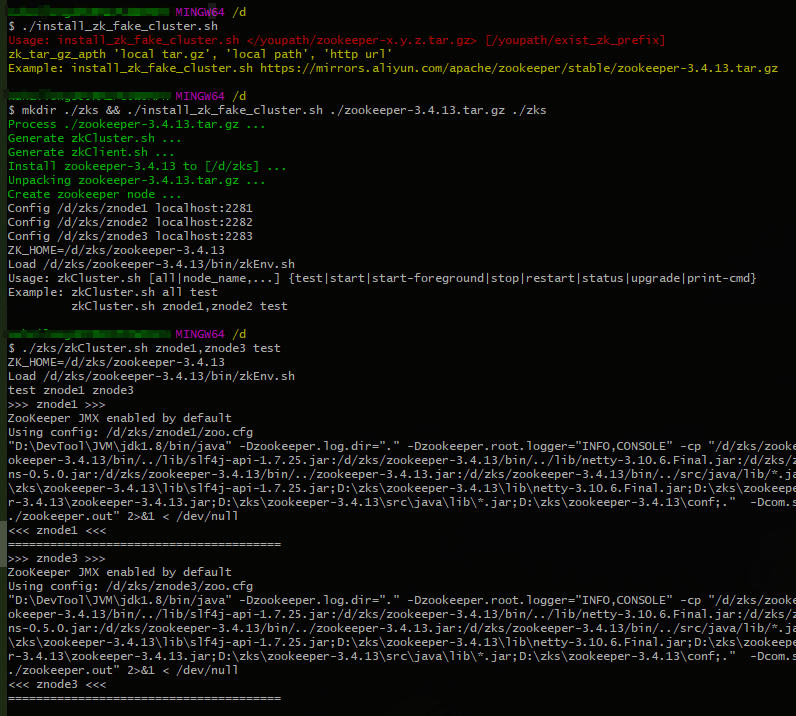 MINGW64 /d
$ ./install_zk_fake_cluster.sh
Usage: install_zk_fake_cluster.sh </youpath/zookeeper-x.y.z.tar.gz> [/youpath/exist_zk_prefix]
zk_tar_gz_apth 'local tar.gz', 'local path', 'http url'
Example: install_zk_fake_cluster.sh https://mirrors.aliyun.com/apache/zookeeper/stable/zookeeper-3.4.13.tar.gz
MINGW64 /d
$ mkdir ./zks && ./install_zk_fake_cluster.sh ./zookeeper-3.4.13.tar.gz ./zks
Process ./zookeeper-3.4.13.tar.gz ...
Generate zkCluster.sh ...
Generate zkClient.sh ...
Install zookeeper-3.4.13 to [/d/zks] ...
Unpacking zookeeper-3.4.13.tar.gz ...
Create zookeeper node ...
Config /d/zks/znode1 localhost:2281
Config /d/zks/znode2 localhost:2282
Config /d/zks/znode3 localhost:2283
ZK_HOME=/d/zks/zookeeper-3.4.13
Load /d/zks/zookeeper-3.4.13/bin/zkEnv.sh
Usage: zkCluster.sh [all|node_name,...] {test|start|start-foreground|stop|restart|status|upgrade|print-cmd}
Example: zkCluster.sh all test
zkCluster.sh znode1,znode2 test
MINGW64 /d
$ ./zks/zkCluster.sh znode1,znode3 test
ZK_HOME=/d/zks/zookeeper-3.4.13
Load /d/zks/zookeeper-3.4.13/bin/zkEnv.sh
test znode1 znode3
>>> znode1 >>>
ZooKeeper JMX enabled by default
Using config: /d/zks/znode1/zoo.cfg
"D:\DevTool\JVM\jdk1.8/bin/java" -Dzookeeper.log.dir="." -Dzookeeper.root.logger="INFO,CONSOLE" -cp "/d/zks/zooke
okeeper-3.4.13/bin/../lib/slf4j-api-1.7.25.jar:/d/zks/zookeeper-3.4.13/bin/../lib/netty-3.10.6.Final.jar:/d/zks/z
ns-0.5.0.jar:/d/zks/zookeeper-3.4.13/bin/../zookeeper-3.4.13.jar:/d/zks/zookeeper-3.4.13/bin/../src/java/lib/*.ja
\zks\zookeeper-3.4.13\lib\slf4j-api-1.7.25.jar;D:\zks\zookeeper-3.4.13\lib\netty-3.10.6.Final.jar;D:\zks\zookeepe
r-3.4.13\zookeeper-3.4.13.jar;D:\zks\zookeeper-3.4.13\src\java\lib\*.jar;D:\zks\zookeeper-3.4.13\conf;." -Dcom.s
./zookeeper.out" 2>&1 < /dev/null
<<< znode1 <<<
=======================================
>>> znode3 >>>
ZooKeeper JMX enabled by default
Using config: /d/zks/znode3/zoo.cfg
"D:\DevTool\JVM\jdk1.8/bin/java" -Dzookeeper.log.dir="." -Dzookeeper.root.logger="INFO,CONSOLE" -cp "/d/zks/zooke
okeeper-3.4.13/bin/../lib/slf4j-api-1.7.25.jar:/d/zks/zookeeper-3.4.13/bin/../lib/netty-3.10.6.Final.jar:/d/zks/z
ns-0.5.0.jar:/d/zks/zookeeper-3.4.13/bin/../zookeeper-3.4.13.jar:/d/zks/zookeeper-3.4.13/bin/../src/java/lib/*.ja
\zks\zookeeper-3.4.13\lib\slf4j-api-1.7.25.jar;D:\zks\zookeeper-3.4.13\lib\netty-3.10.6.Final.jar;D:\zks\zookeepe
r-3.4.13\zookeeper-3.4.13.jar;D:\zks\zookeeper-3.4.13\src\java\lib\*.jar;D:\zks\zookeeper-3.4.13\conf;." -Dcom.s
./zookeeper.out" 2>&1 < /dev/null
<<< znode3 <<<
=======================================